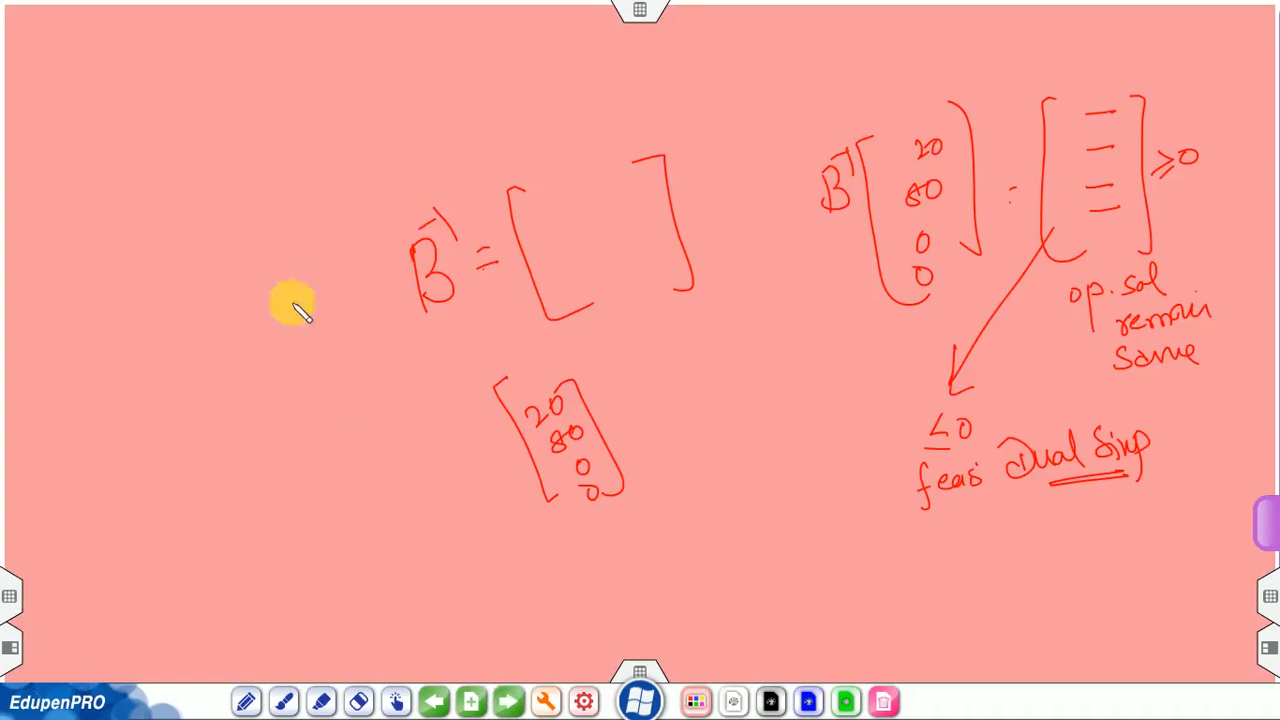 B⁻¹ = [ ]
[20
80
0
0]
B⁻¹ [20
80
0
0] = [ — — — — ] ≥0
op. sol
remain
same
<0
feas Dual Simp
EdupenPRO